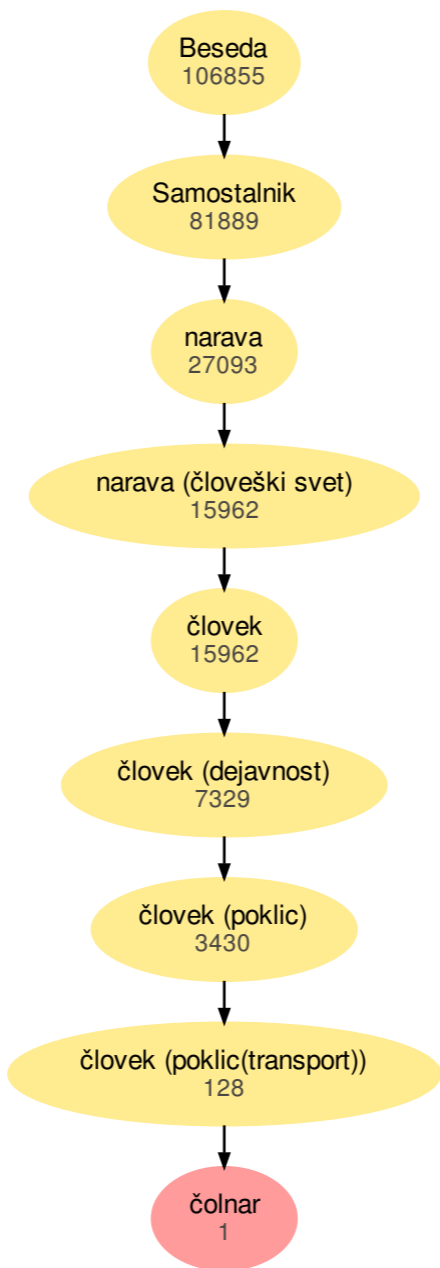 Beseda
106855
Samostalnik
81889
narava
27093
narava (človeški svet)
15962
človek
15962
človek (dejavnost)
7329
človek (poklic)
3430
človek (poklic(transport))
128
čolnar
1